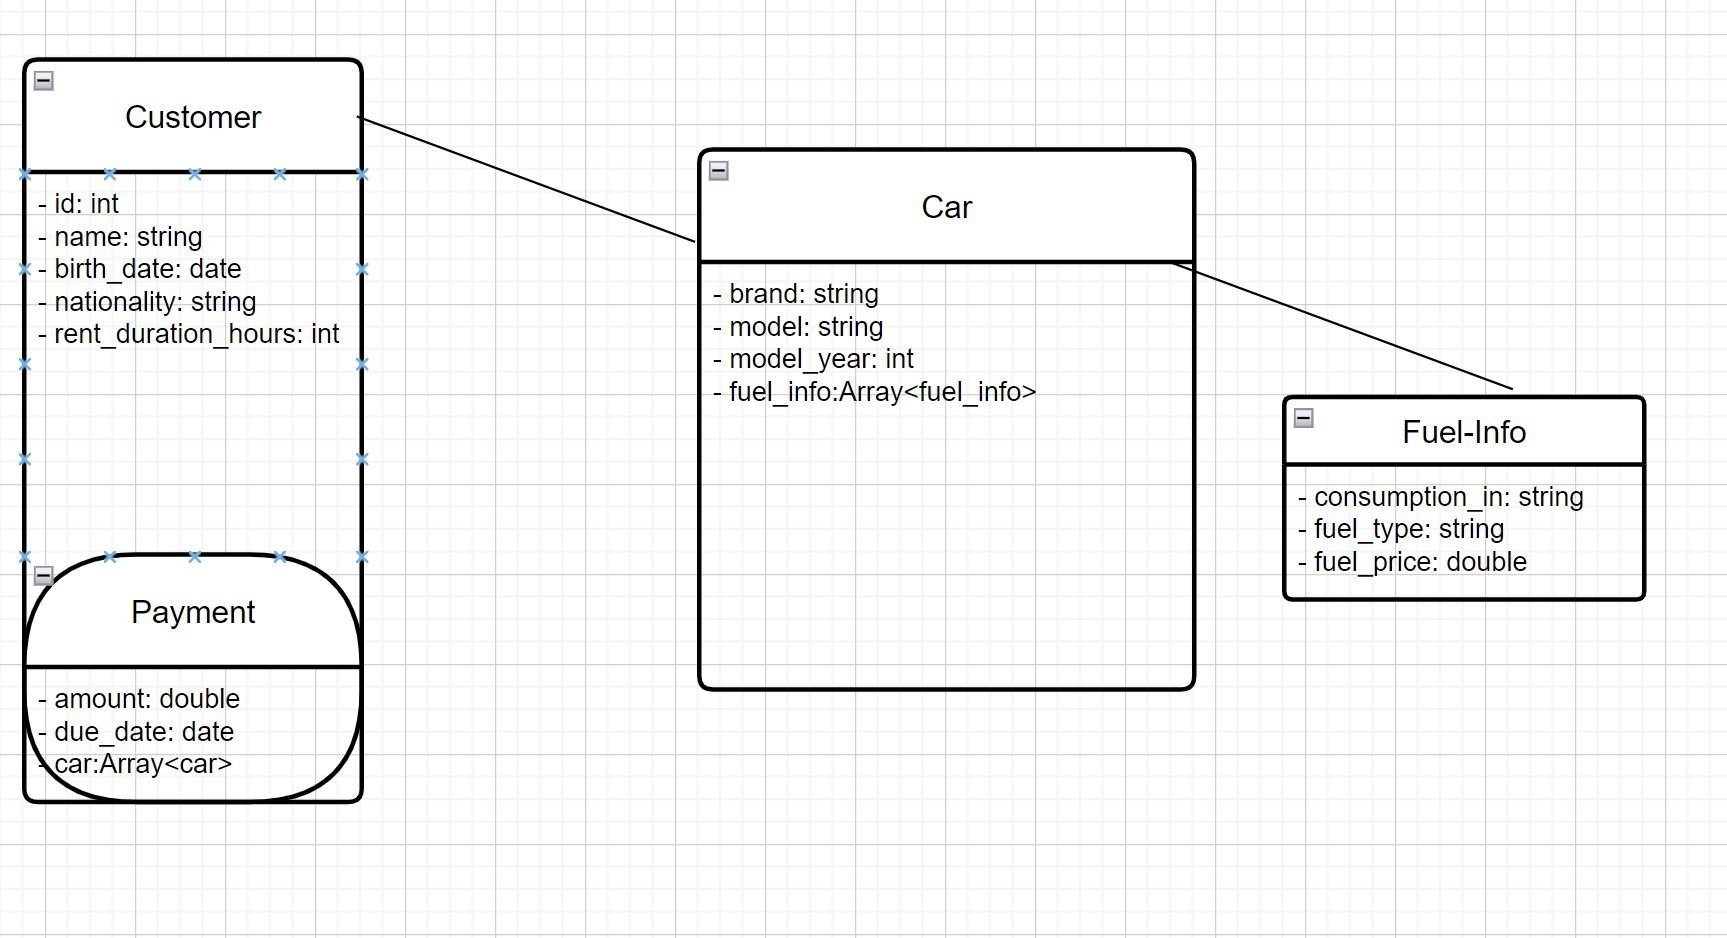 Customer
- id: int
- name: string
- birth_date: date
- nationality: string
- rent_duration_hours: int
Payment
- amount: double
- due_date: date
- car:Array<car>
Car
- brand: string
- model: string
- model_year: int
- fuel_info:Array<fuel_info>
Fuel-Info
- consumption_in: string
- fuel_type: string
- fuel_price: double